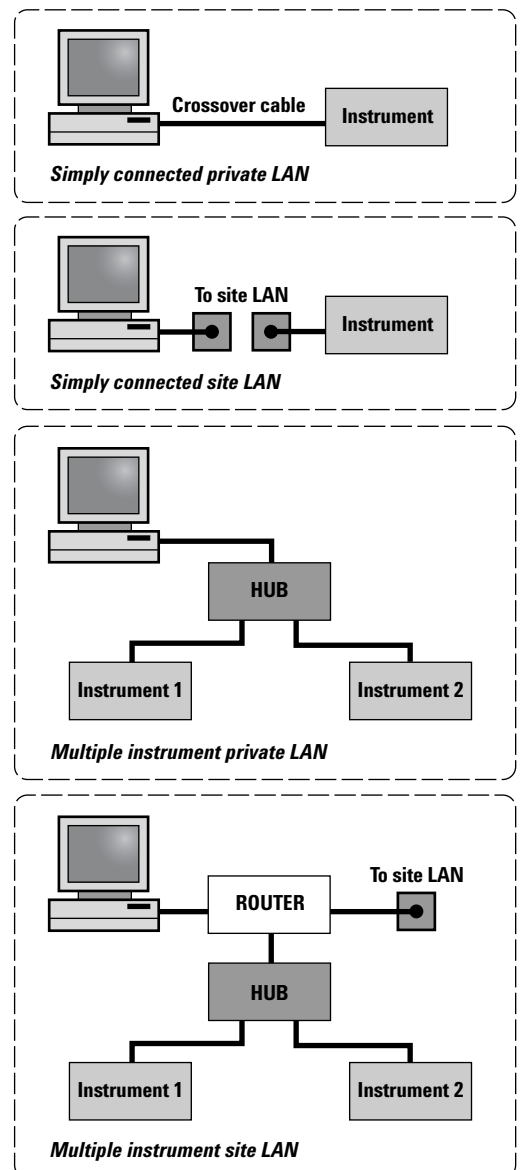 Crossover cable
Instrument
Simply connected private LAN
To site LAN
Instrument
Simply connected site LAN
HUB
Instrument 1
Instrument 2
Multiple instrument private LAN
To site LAN
ROUTER
HUB
Instrument 1
Instrument 2
Multiple instrument site LAN